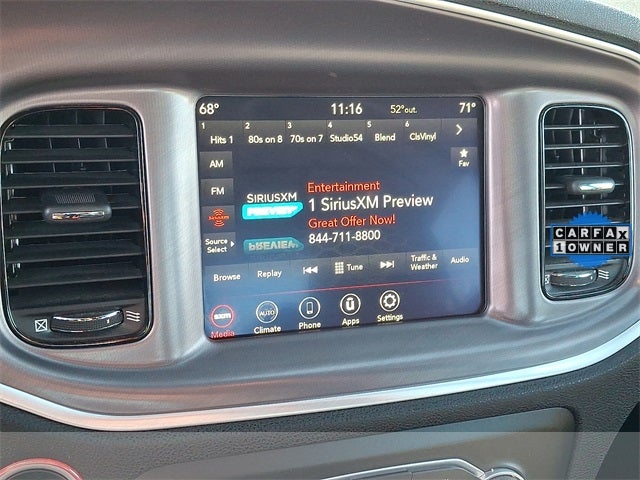 68° 11:16 52°out. 71°
1 2 3 4 5 6
Hits 1 80s on 8 70s on 7 Studio54 Blend ClsVinyl
AM
Fav
FM
Entertainment
SIRIUSXM 1 SiriusXM Preview
PREVIEW
Great Offer Now!
844-711-8800
Source
Select
Browse Replay Tune Traffic & Weather Audio
AUTO
Media Climate Phone Apps Settings
CARFAX
1 OWNER